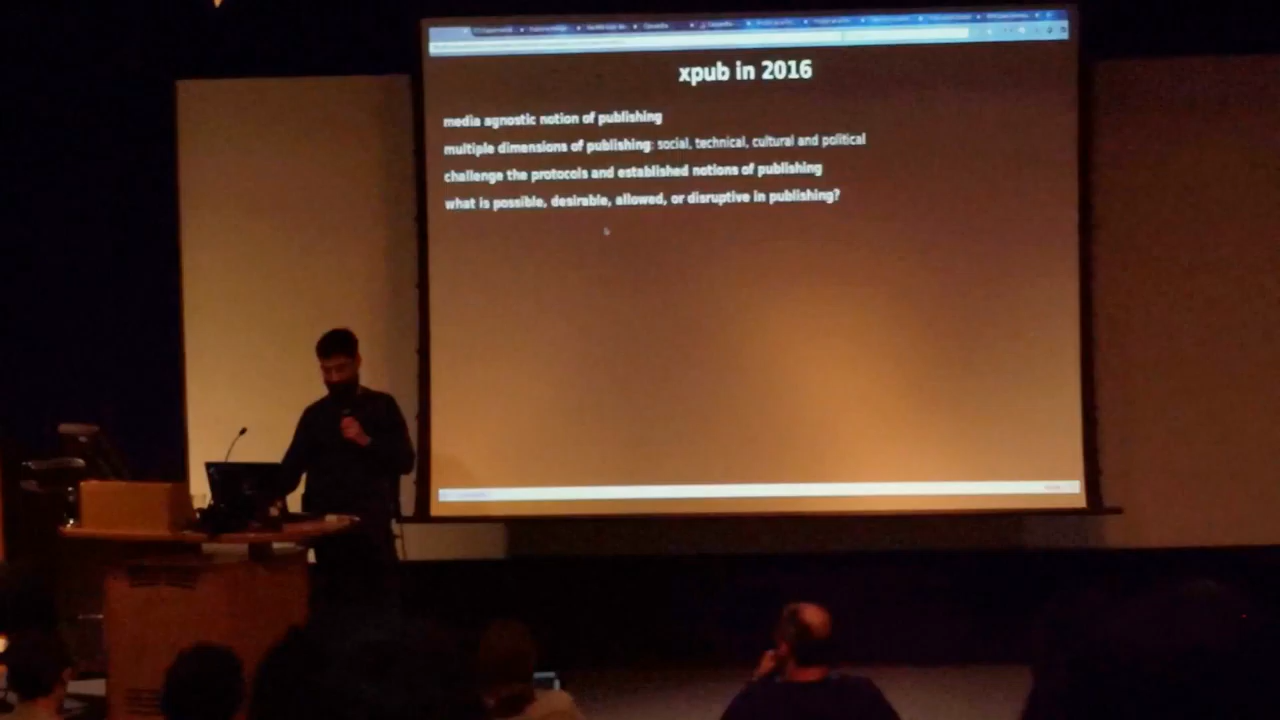 xpub in 2016
media agnostic notion of publishing
multiple dimensions of publishing: social, technical, cultural and political
challenge the protocols and established notions of publishing
what is possible, desirable, allowed, or disruptive in publishing?